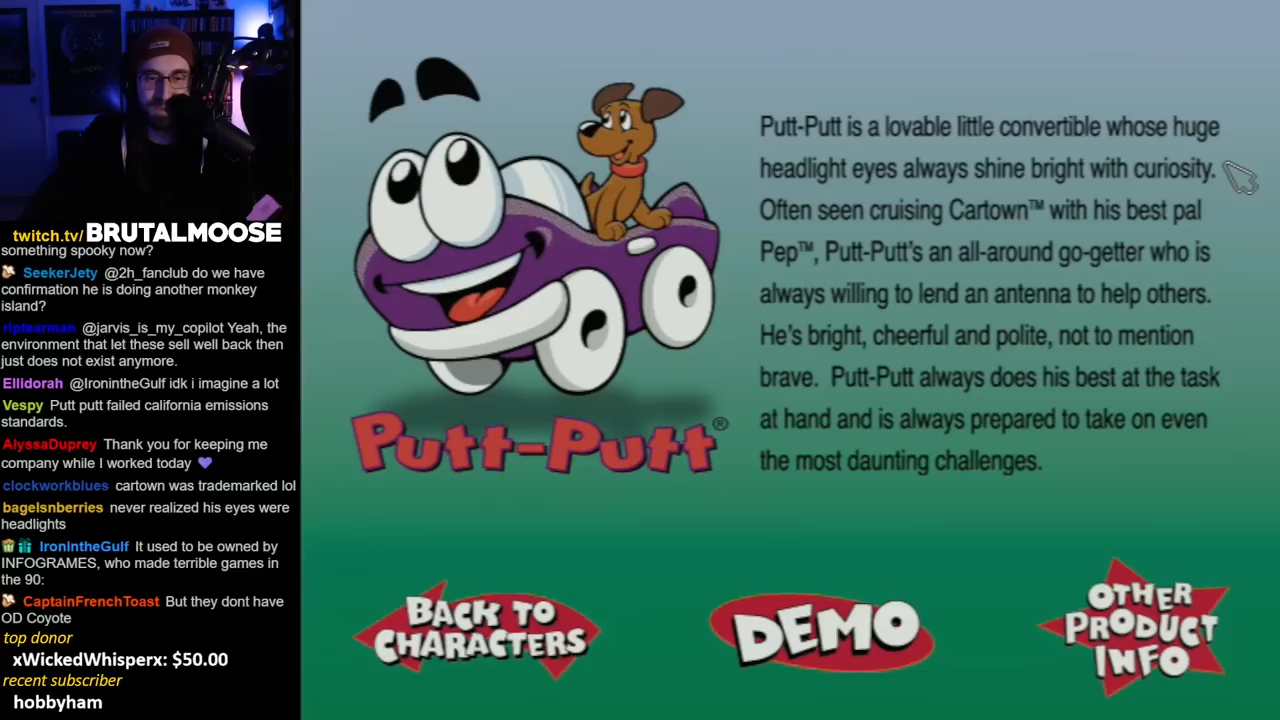 twitch.tv/BRUTALMOOSE
something spooky now?
SeekerJety @2h_fanclub do we have
confirmation he is doing another monkey
island?
riptearman @jarvis_is_my_copilot Yeah, the
environment that let these sell well back then
just does not exist anymore.
Ellidorah @IronintheGulf idk i imagine a lot
Vespy Putt putt failed california emissions
standards.
AlyssaDuprey Thank you for keeping me
company while I worked today 💜
clockworkblues cartown was trademarked lol
bagelsnberries never realized his eyes were
headlights
IronintheGulf It used to be owned by
INFOGRAMES, who made terrible games in
the 90:
CaptainFrenchToast But they dont have
OD Coyote
top donor
xWickedWhisperx: $50.00
recent subscriber
hobbyham
Putt-Putt®
Putt-Putt is a lovable little convertible whose huge
headlight eyes always shine bright with curiosity.
Often seen cruising Cartown™ with his best pal
Pep™, Putt-Putt's an all-around go-getter who is
always willing to lend an antenna to help others.
He's bright, cheerful and polite, not to mention
brave. Putt-Putt always does his best at the task
at hand and is always prepared to take on even
the most daunting challenges.
BACK TO
CHARACTERS
DEMO
OTHER
PRODUCT
INFO